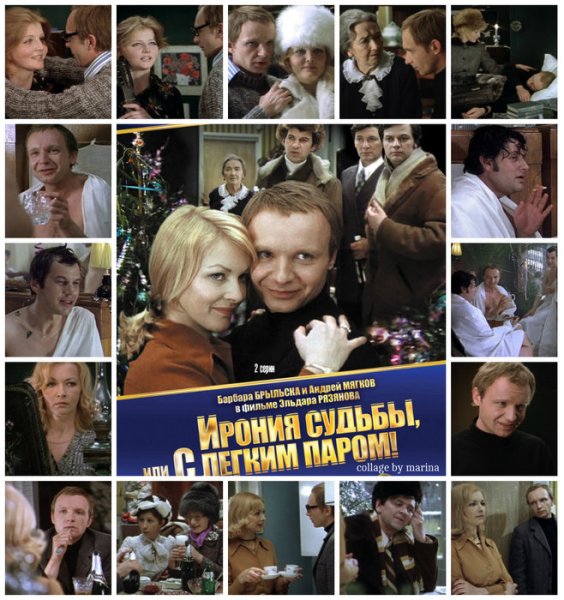 2 серии
Барбара БРЫЛЬСКА и Андрей МЯГКОВ
в фильме Эльдара РЯЗАНОВА
ИРОНИЯ СУДЬБЫ,
или С ЛЕГКИМ ПАРОМ!
collage by marina